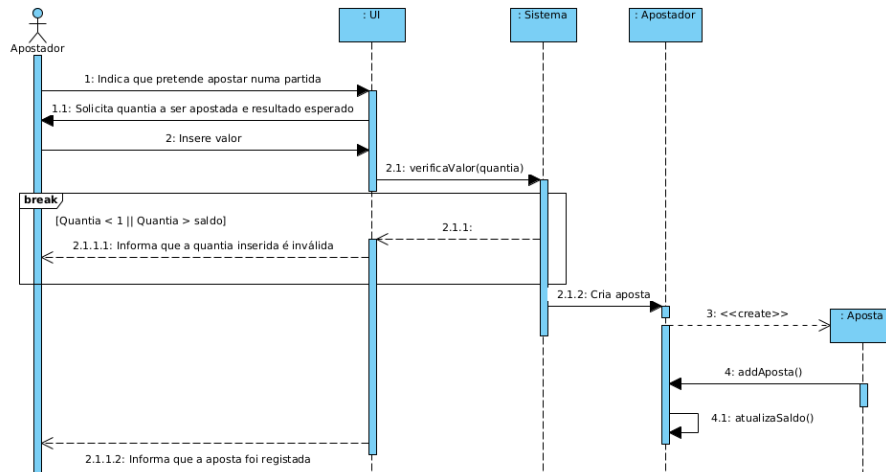 : UI
: Sistema
: Apostador
Apostador
1: Indica que pretende apostar numa partida
1.1: Solicita quantia a ser apostada e resultado esperado
2: Insere valor
2.1: verificaValor(quantia)
break
[Quantia < 1 || Quantia > saldo]
2.1.1:
2.1.1.1: Informa que a quantia inserida é inválida
2.1.2: Cria aposta
3: <<create>>
: Aposta
4: addAposta()
4.1: atualizaSaldo()
2.1.1.2: Informa que a aposta foi registada